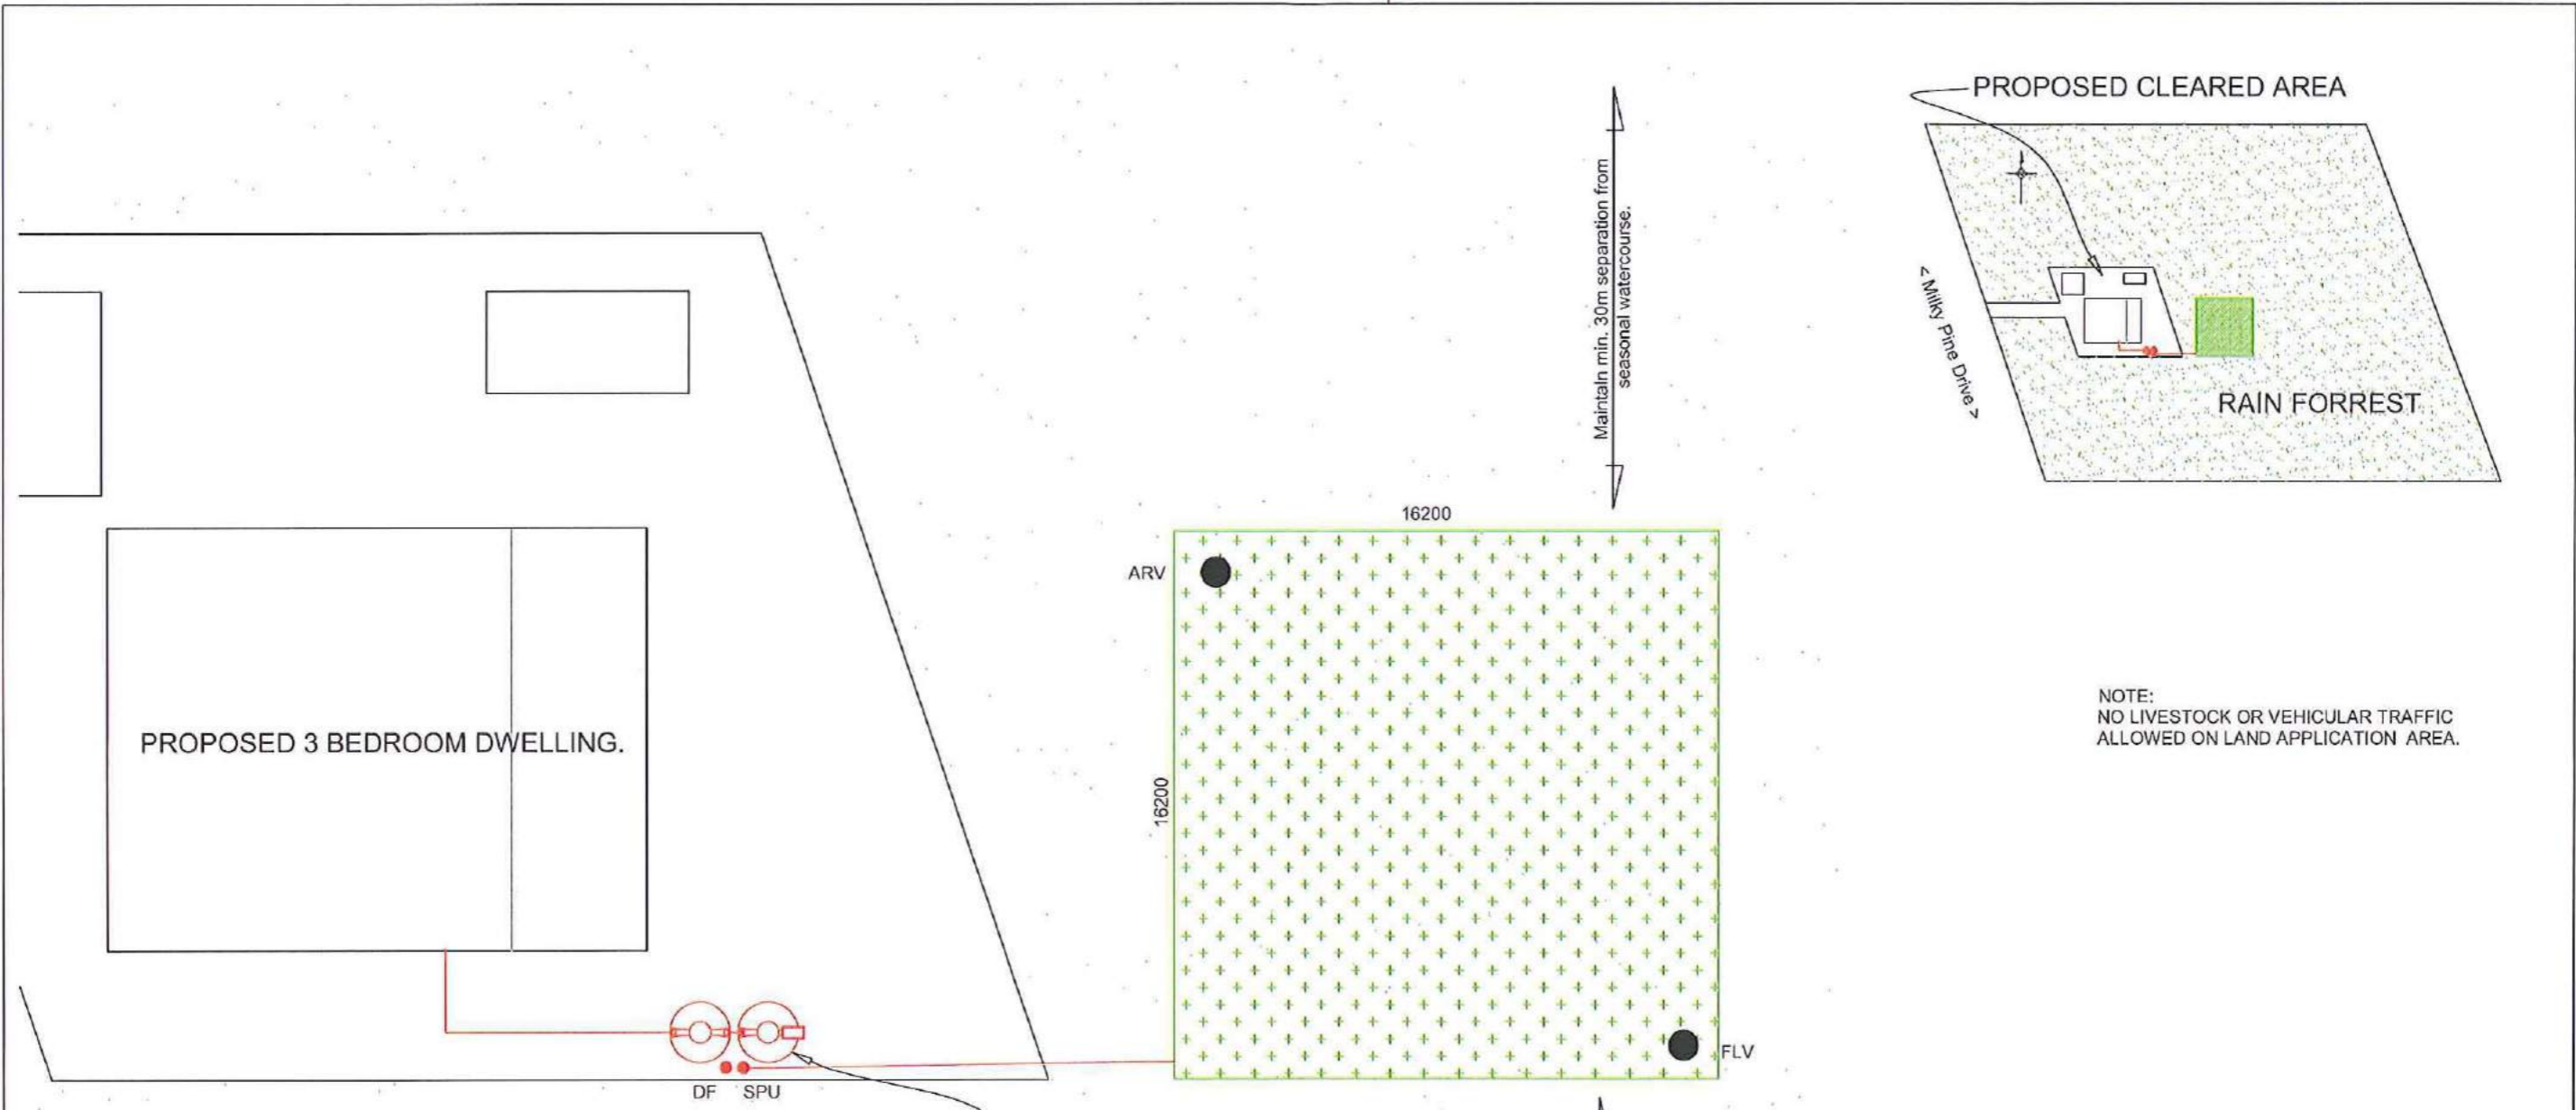 PROPOSED CLEARED AREA
Maintain min. 30m separation from
seasonal watercourse.
< Milky Pine Drive >
RAIN FORREST
16200
ARV
16200
NOTE:
NO LIVESTOCK OR VEHICULAR TRAFFIC
ALLOWED ON LAND APPLICATION AREA.
PROPOSED 3 BEDROOM DWELLING.
FLV
DF SPU